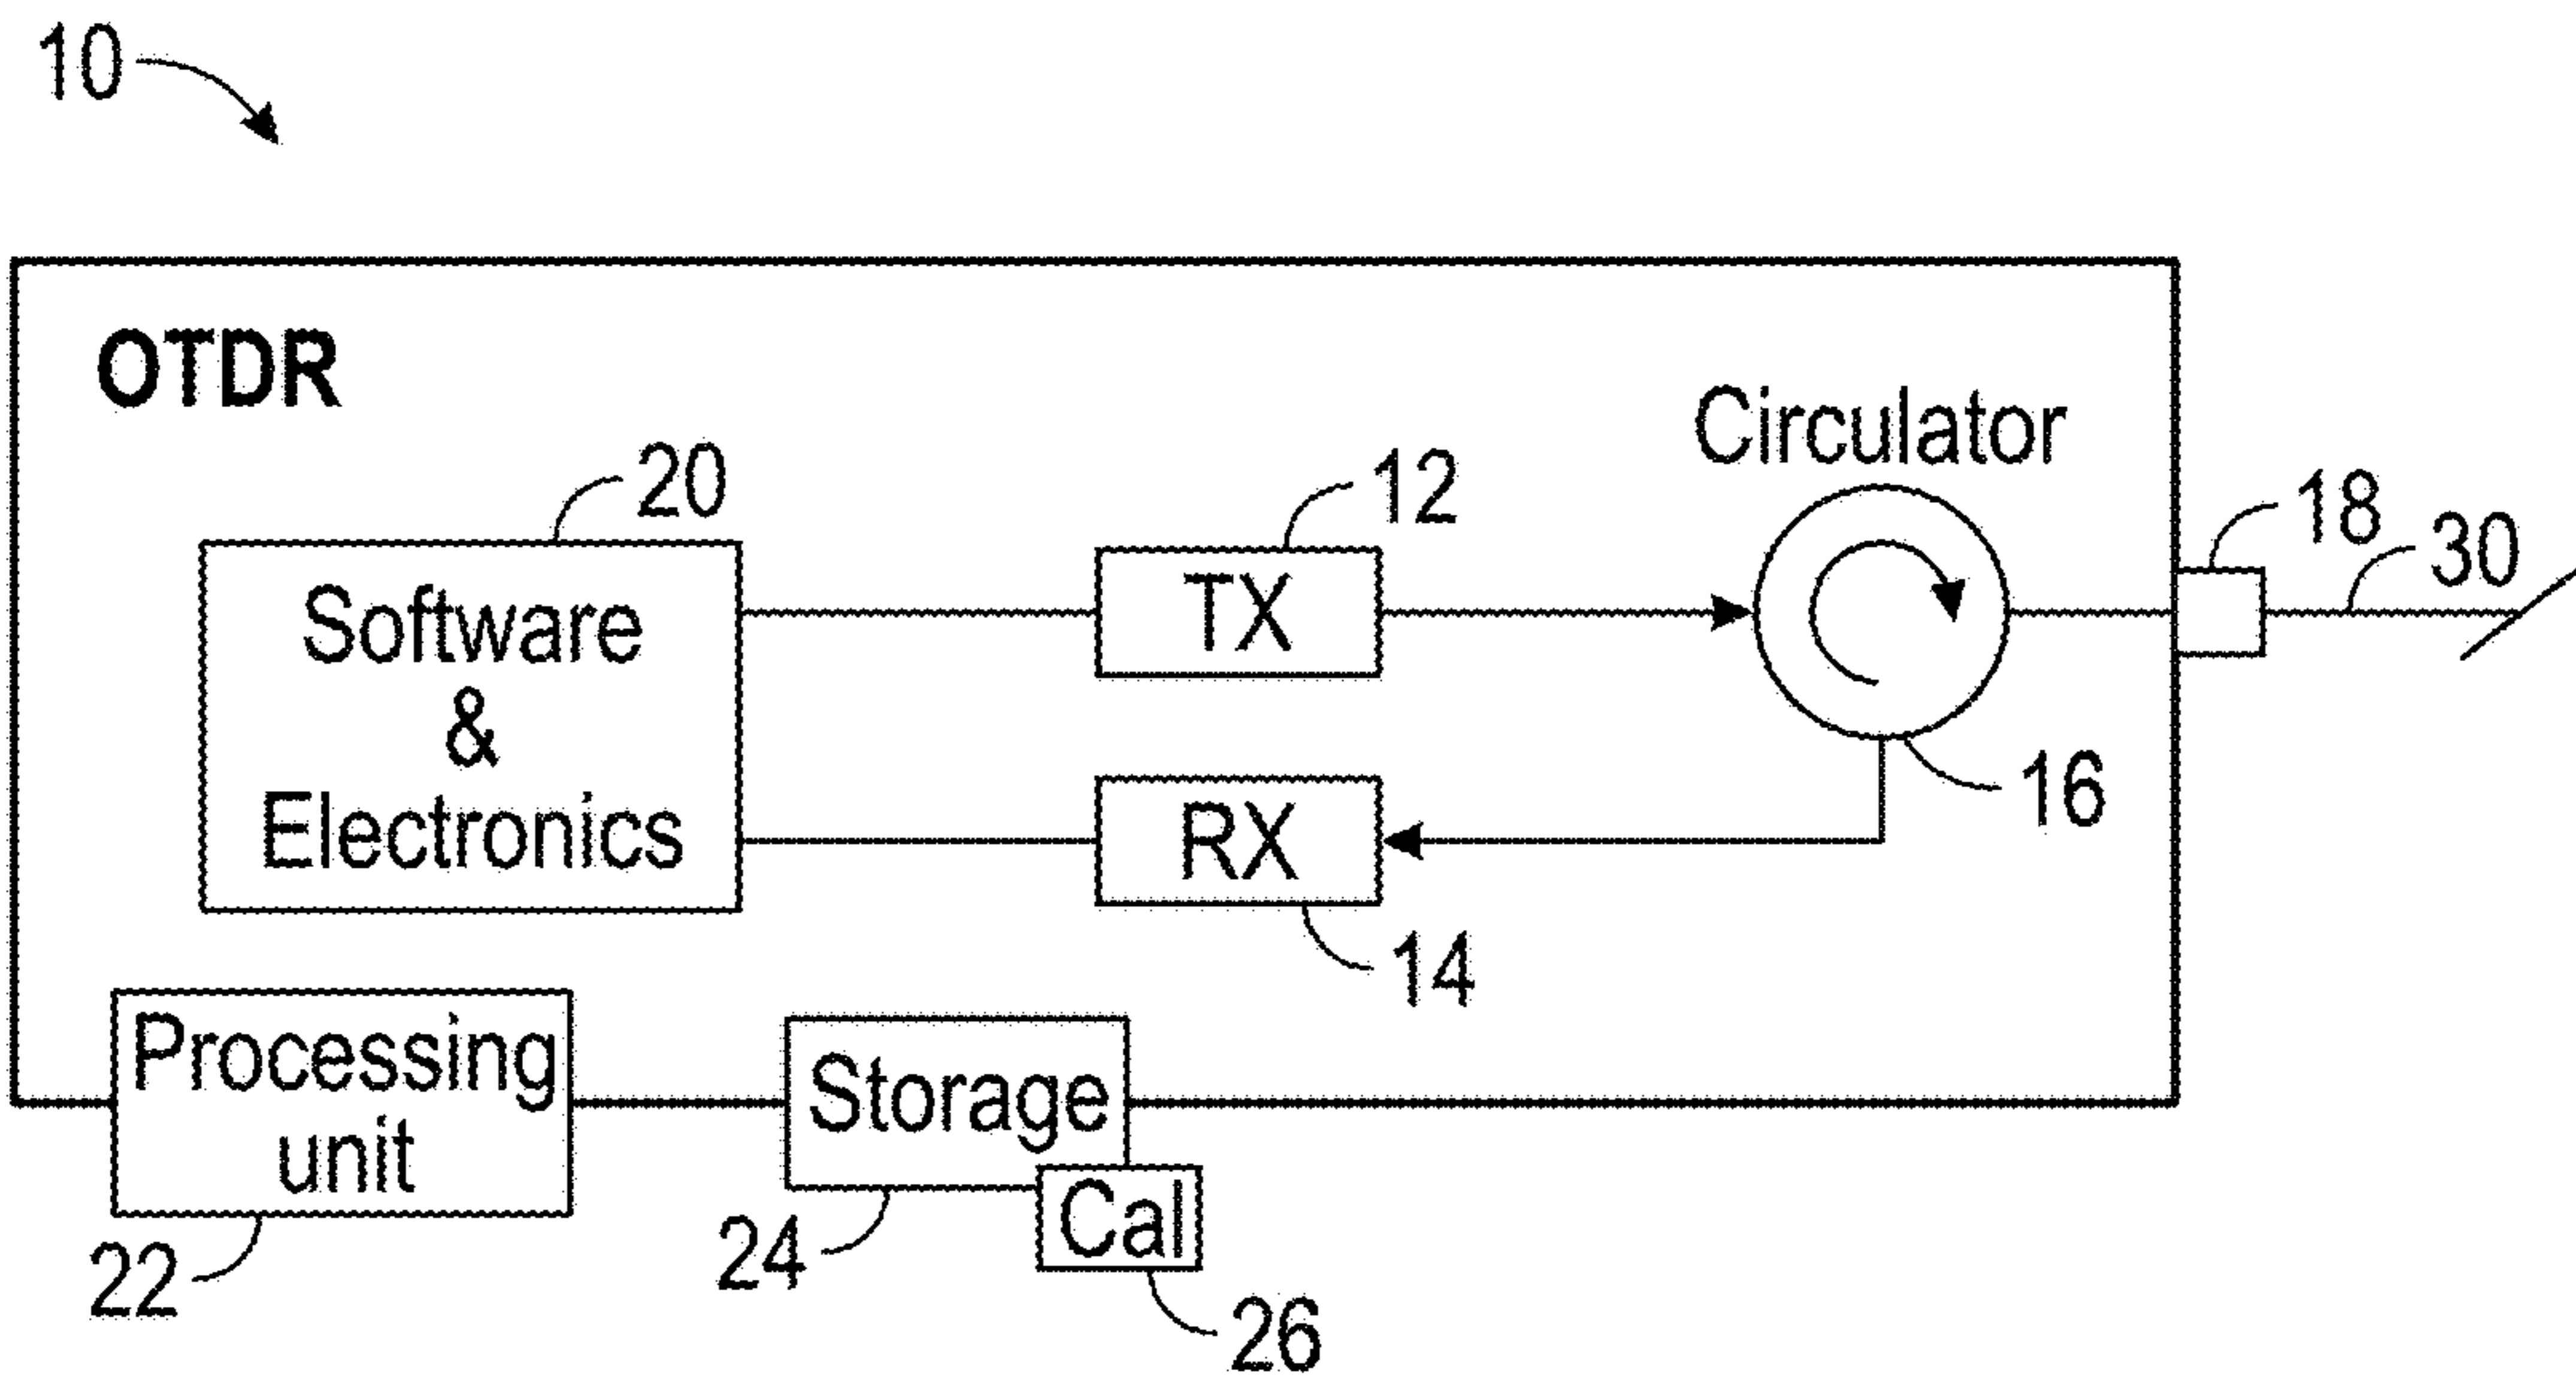 10
OTDR
Circulator
20
12
18
30
Software
&
Electronics
TX
RX
16
14
Processing
unit
Storage
Cal
22
24
26